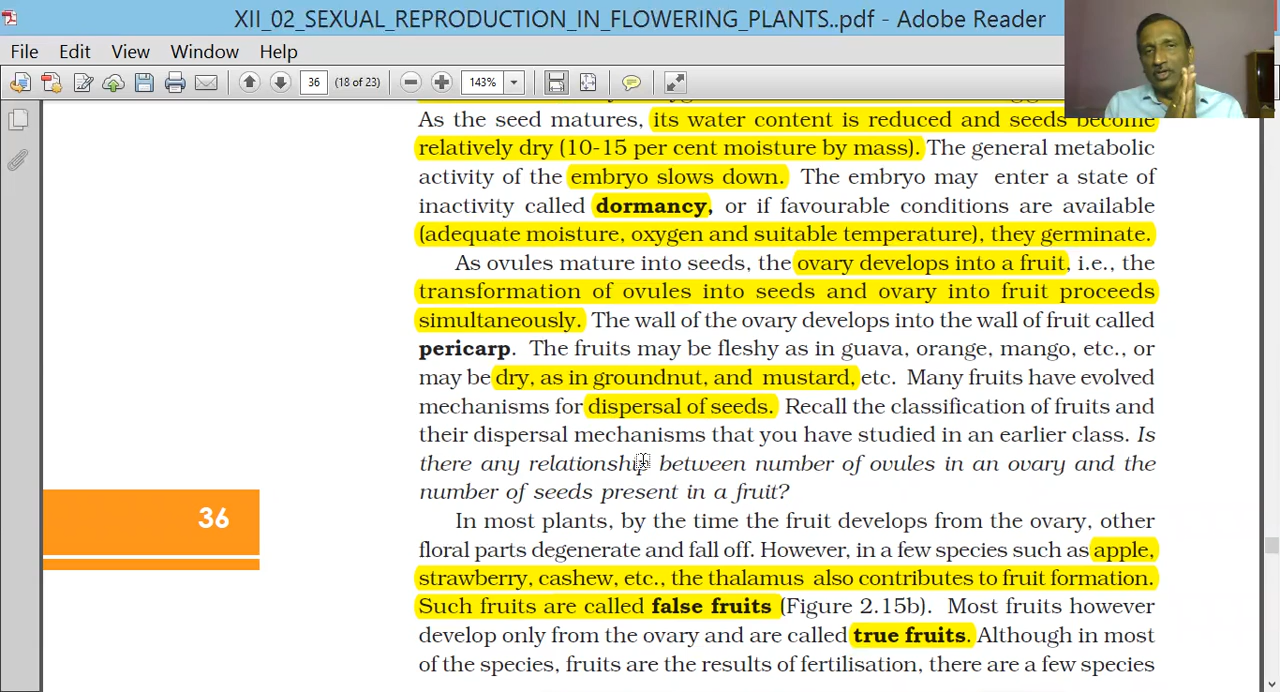 XII_02_SEXUAL_REPRODUCTION_IN_FLOWERING_PLANTS..pdf - Adobe Reader
File Edit View Window Help
36 (18 of 23) 143%
As the seed matures, its water content is reduced and seeds become
relatively dry (10-15 per cent moisture by mass). The general metabolic
activity of the embryo slows down. The embryo may enter a state of
inactivity called dormancy, or if favourable conditions are available
(adequate moisture, oxygen and suitable temperature), they germinate.
As ovules mature into seeds, the ovary develops into a fruit, i.e., the
transformation of ovules into seeds and ovary into fruit proceeds
simultaneously. The wall of the ovary develops into the wall of fruit called
pericarp. The fruits may be fleshy as in guava, orange, mango, etc., or
may be dry, as in groundnut, and mustard, etc. Many fruits have evolved
mechanisms for dispersal of seeds. Recall the classification of fruits and
their dispersal mechanisms that you have studied in an earlier class. Is
there any relationship between number of ovules in an ovary and the
number of seeds present in a fruit?
36
In most plants, by the time the fruit develops from the ovary, other
floral parts degenerate and fall off. However, in a few species such as apple,
strawberry, cashew, etc., the thalamus also contributes to fruit formation.
Such fruits are called false fruits (Figure 2.15b). Most fruits however
develop only from the ovary and are called true fruits. Although in most
of the species, fruits are the results of fertilisation, there are a few species